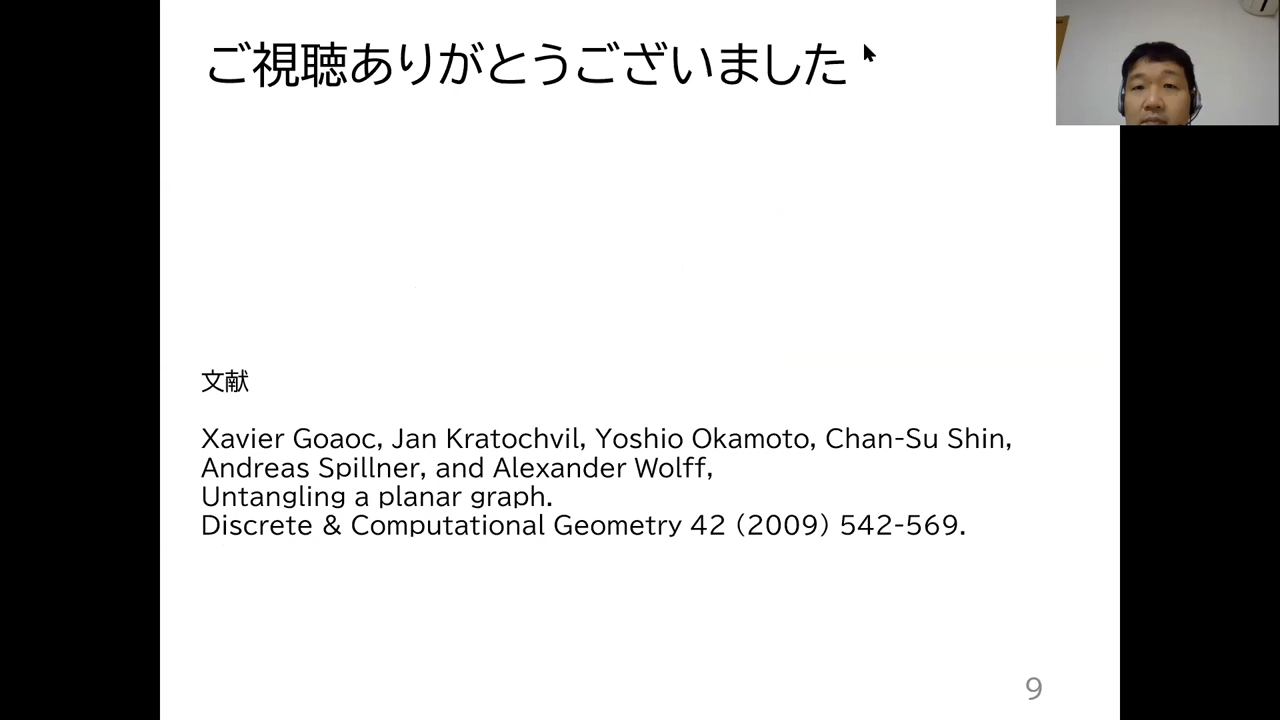 ご視聴ありがとうございました
文献
Xavier Goaoc, Jan Kratochvil, Yoshio Okamoto, Chan-Su Shin,
Andreas Spillner, and Alexander Wolff,
Untangling a planar graph.
Discrete & Computational Geometry 42 (2009) 542-569.
9